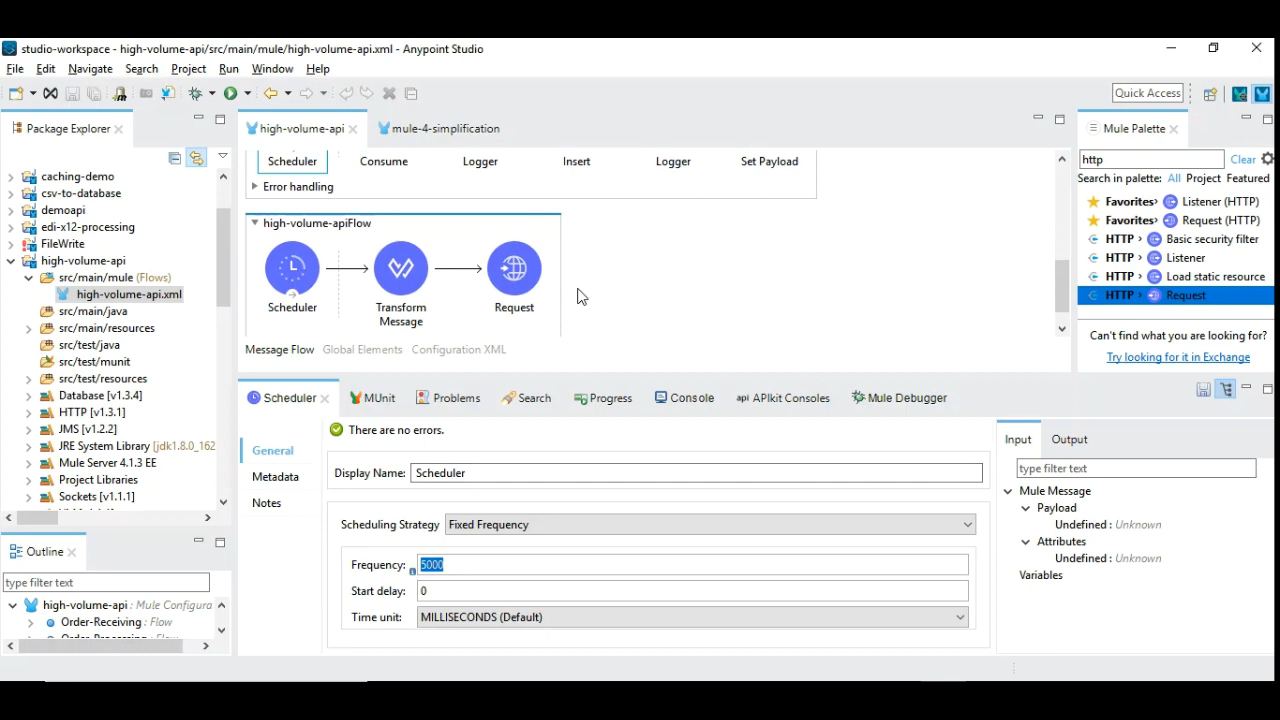 studio-workspace - high-volume-api/src/main/mule/high-volume-api.xml - Anypoint Studio
File Edit Navigate Search Project Run Window Help
Quick Access
Package Explorer
caching-demo
csv-to-database
demoapi
edi-x12-processing
FileWrite
high-volume-api
src/main/mule (Flows)
high-volume-api.xml
src/main/java
src/main/resources
src/test/java
src/test/munit
src/test/resources
Database [v1.3.4]
HTTP [v1.3.1]
JMS [v1.2.2]
JRE System Library [jdk1.8.0_162
Mule Server 4.1.3 EE
Project Libraries
Sockets [v1.1.1]
Outline
type filter text
high-volume-api : Mule Configura
Order-Receiving : Flow
Order-Processing : Flow
high-volume-api mule-4-simplification
Scheduler Consume Logger Insert Logger Set Payload
Error handling
high-volume-apiFlow
Scheduler Transform Message Request
Message Flow Global Elements Configuration XML
Mule Palette
http Clear
Search in palette: All Project Featured
Favorites› Listener (HTTP)
Favorites› Request (HTTP)
HTTP › Basic security filter
HTTP › Listener
HTTP › Load static resource
HTTP › Request
Can't find what you are looking for?
Try looking for it in Exchange
Scheduler MUnit Problems Search Progress Console api APIkit Consoles Mule Debugger
General
Metadata
Notes
There are no errors.
Display Name: Scheduler
Scheduling Strategy Fixed Frequency
Frequency: 5000
Start delay: 0
Time unit: MILLISECONDS (Default)
Input Output
type filter text
Mule Message
Payload
Undefined : Unknown
Attributes
Undefined : Unknown
Variables